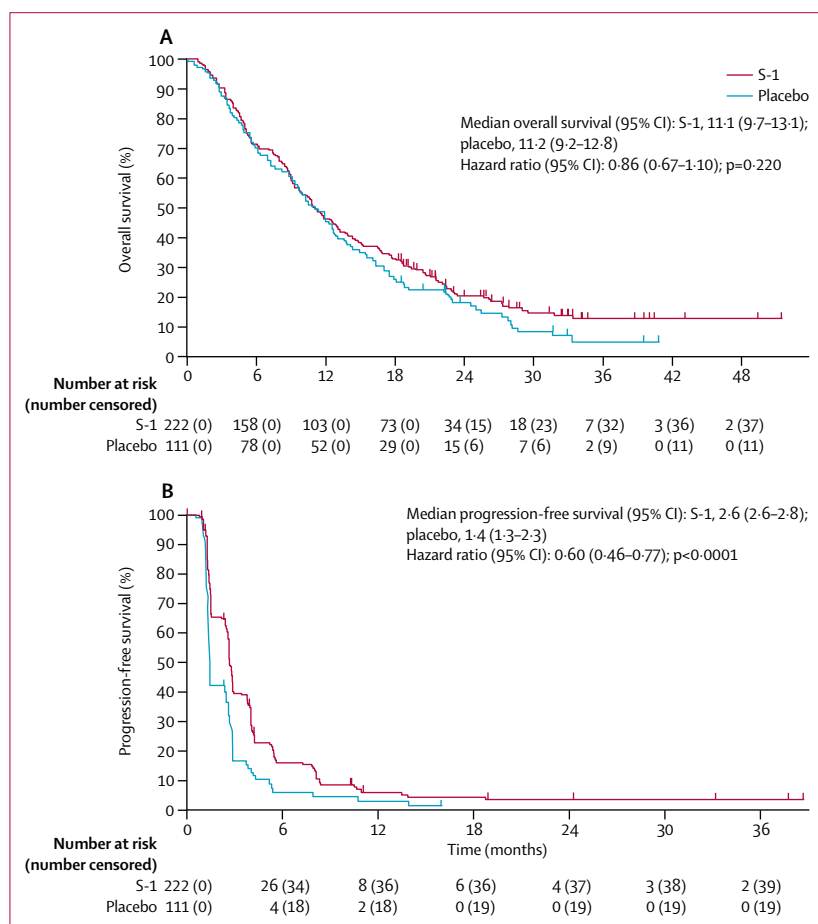 A
100
90
80
70
60
50
40
30
20
10
0
Overall survival (%)
S-1
Placebo
Median overall survival (95% CI): S-1, 11·1 (9·7–13·1);
placebo, 11·2 (9·2–12·8)
Hazard ratio (95% CI): 0·86 (0·67–1·10); p=0·220
0 6 12 18 24 30 36 42 48
Number at risk
(number censored)
S-1 222 (0) 158 (0) 103 (0) 73 (0) 34 (15) 18 (23) 7 (32) 3 (36) 2 (37)
Placebo 111 (0) 78 (0) 52 (0) 29 (0) 15 (6) 7 (6) 2 (9) 0 (11) 0 (11)
B
100
90
80
70
60
50
40
30
20
10
0
Progression-free survival (%)
Median progression-free survival (95% CI): S-1, 2·6 (2·6–2·8);
placebo, 1·4 (1·3–2·3)
Hazard ratio (95% CI): 0·60 (0·46–0·77); p<0·0001
0 6 12 18 24 30 36
Time (months)
Number at risk
(number censored)
S-1 222 (0) 26 (34) 8 (36) 6 (36) 4 (37) 3 (38) 2 (39)
Placebo 111 (0) 4 (18) 2 (18) 0 (19) 0 (19) 0 (19) 0 (19)